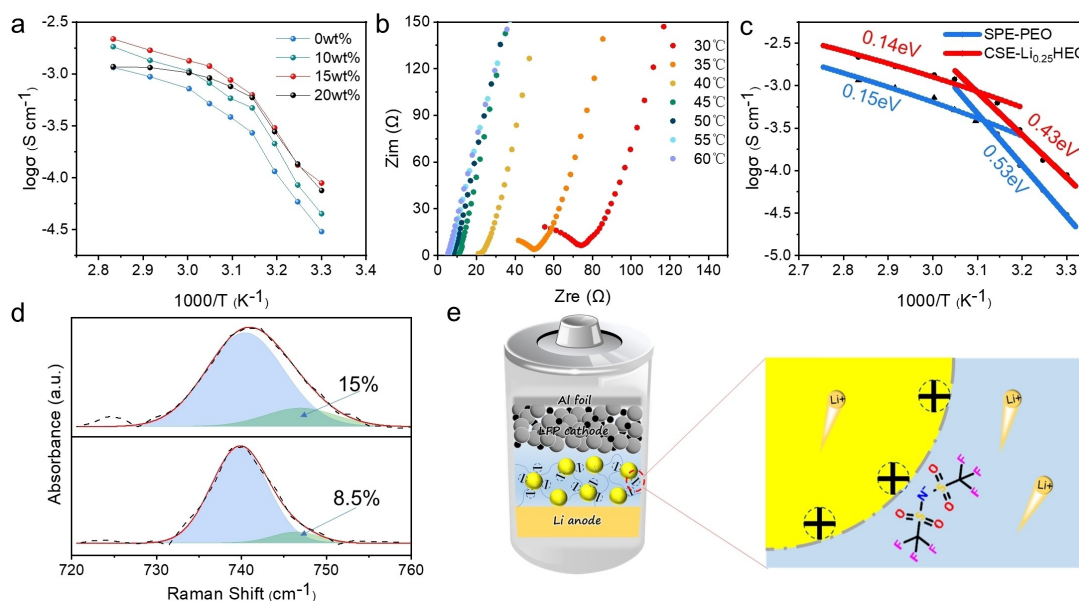 a
-2.5
-3.0
-3.5
-4.0
-4.5
logσ (S cm⁻¹)
0wt%
10wt%
15wt%
20wt%
2.8 2.9 3.0 3.1 3.2 3.3 3.4
1000/T (K⁻¹)
b
150
120
90
60
30
0
Zim (Ω)
30℃
35℃
40℃
45℃
50℃
55℃
60℃
0 20 40 60 80 100 120 140
Zre (Ω)
c
-2.0
-2.5
-3.0
-3.5
-4.0
-4.5
-5.0
logσ (S cm⁻¹)
SPE-PEO
CSE-Li0.25HEO
0.14eV
0.15eV
0.43eV
0.53eV
2.7 2.8 2.9 3.0 3.1 3.2 3.3
1000/T (K⁻¹)
d
Absorbance (a.u.)
15%
8.5%
720 730 740 750 760
Raman Shift (cm⁻¹)
e
Al foil
LFP cathode
Li anode
Li+
Li+
Li+
F
F
F
O
O
S
N⁻
S
O
O
F
F
F